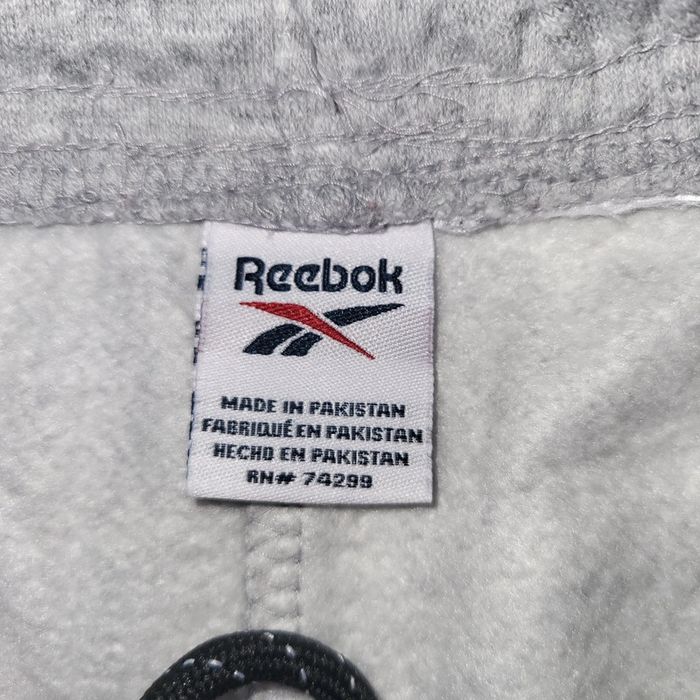 Reebok
MADE IN PAKISTAN
FABRIQUÉ EN PAKISTAN
HECHO EN PAKISTAN
RN# 74299